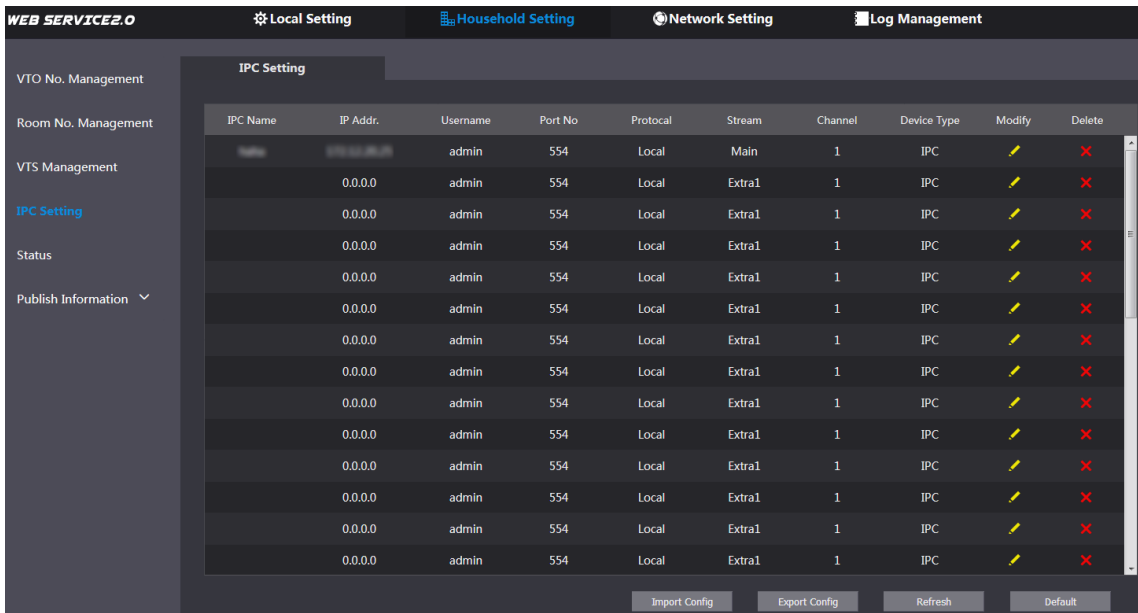 WEB SERVICE2.0 Local Setting Household Setting Network Setting Log Management
VTO No. Management
Room No. Management
VTS Management
IPC Setting
Status
Publish Information
IPC Setting
IPC Name IP Addr. Username Port No Protocal Stream Channel Device Type Modify Delete
admin 554 Local Main 1 IPC
0.0.0.0 admin 554 Local Extra1 1 IPC
0.0.0.0 admin 554 Local Extra1 1 IPC
0.0.0.0 admin 554 Local Extra1 1 IPC
0.0.0.0 admin 554 Local Extra1 1 IPC
0.0.0.0 admin 554 Local Extra1 1 IPC
0.0.0.0 admin 554 Local Extra1 1 IPC
0.0.0.0 admin 554 Local Extra1 1 IPC
0.0.0.0 admin 554 Local Extra1 1 IPC
0.0.0.0 admin 554 Local Extra1 1 IPC
0.0.0.0 admin 554 Local Extra1 1 IPC
0.0.0.0 admin 554 Local Extra1 1 IPC
0.0.0.0 admin 554 Local Extra1 1 IPC
0.0.0.0 admin 554 Local Extra1 1 IPC
Import Config Export Config Refresh Default